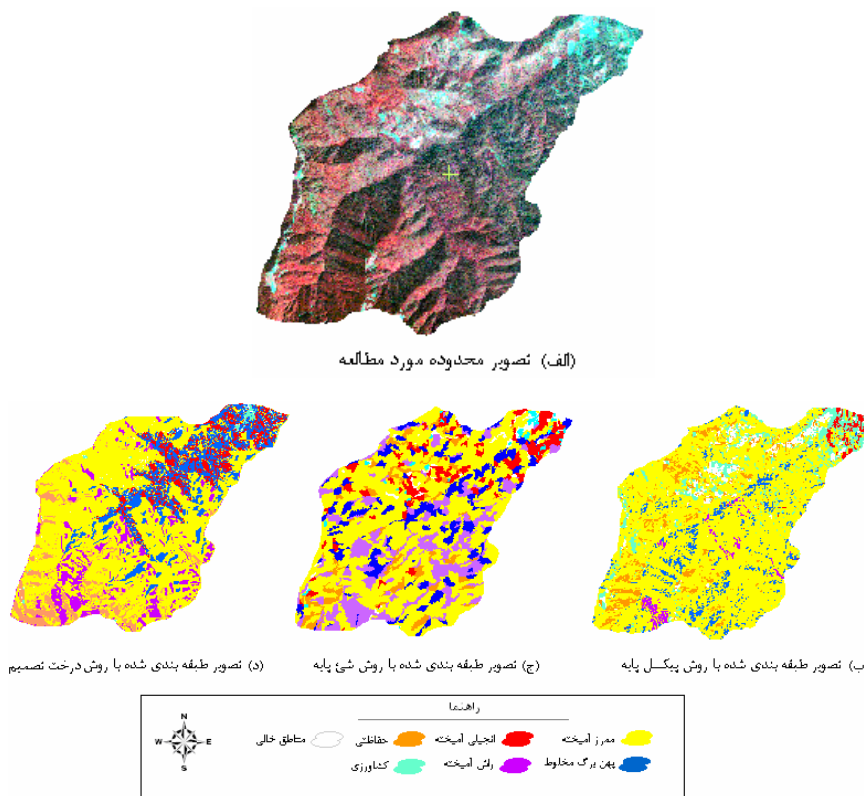 الف) تصویر محدوده مورد مطالعه
ب) تصویر طبقه بندی شده با روش پیکسل پایه
ج) تصویر طبقه بندی شده با روش شئ پایه
د) تصویر طبقه بندی شده با روش درخت تصمیم
راهنما
ممرز آمیخته
انجیلی آمیخته
حفاظتی
مناطق خالی
پهن برگ مخلوط
راش آمیخته
کشاورزی
N
W
E
S